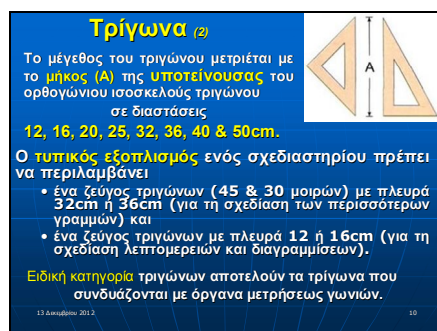 Τρίγωνα (2)
Το μέγεθος του τριγώνου μετριέται με
το μήκος (Α) της υποτείνουσας του
ορθογώνιου ισοσκελούς τριγώνου
σε διαστάσεις
12, 16, 20, 25, 32, 36, 40 & 50cm.
A
Ο τυπικός εξοπλισμός ενός σχεδιαστηρίου πρέπει
να περιλαμβάνει
• ένα ζεύγος τριγώνων (45 & 30 μοιρών) με πλευρά
32cm ή 36cm (για τη σχεδίαση των περισσότερων
γραμμών) και
• ένα ζεύγος τριγώνων με πλευρά 12 ή 16cm (για τη
σχεδίαση λεπτομερειών και διαγραμμίσεων).
Ειδική κατηγορία τριγώνων αποτελούν τα τρίγωνα που
συνδυάζονται με όργανα μετρήσεως γωνιών.
13 Δεκεμβρίου 2012
10